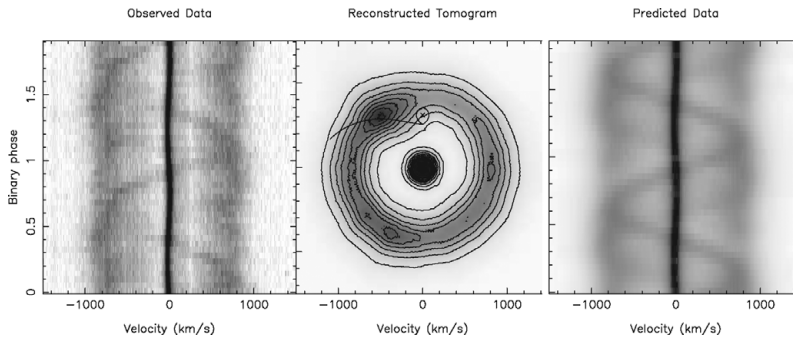 Observed Data
Reconstructed Tomogram
Predicted Data
Binary phase
1.5
1
0.5
0
−1000 0 1000
−1000 0 1000
−1000 0 1000
Velocity (km/s)
Velocity (km/s)
Velocity (km/s)